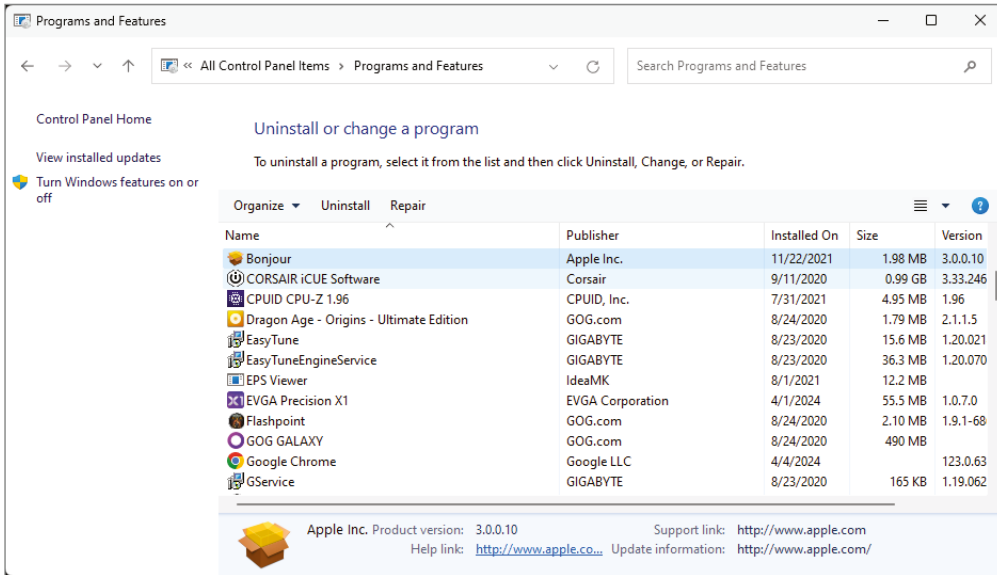 Programs and Features
« All Control Panel Items > Programs and Features
Search Programs and Features
Control Panel Home
View installed updates
Turn Windows features on or
off
Uninstall or change a program
To uninstall a program, select it from the list and then click Uninstall, Change, or Repair.
Organize Uninstall Repair
Name Publisher Installed On Size Version
Bonjour Apple Inc. 11/22/2021 1.98 MB 3.0.0.10
CORSAIR iCUE Software Corsair 9/11/2020 0.99 GB 3.33.246
CPUID CPU-Z 1.96 CPUID, Inc. 7/31/2021 4.95 MB 1.96
Dragon Age - Origins - Ultimate Edition GOG.com 8/24/2020 1.79 MB 2.1.1.5
EasyTune GIGABYTE 8/23/2020 15.6 MB 1.20.021
EasyTuneEngineService GIGABYTE 8/23/2020 36.3 MB 1.20.070
EPS Viewer IdeaMK 8/1/2021 12.2 MB
X1 EVGA Precision X1 EVGA Corporation 4/1/2024 55.5 MB 1.0.7.0
Flashpoint GOG.com 8/24/2020 2.10 MB 1.9.1-68
GOG GALAXY GOG.com 8/24/2020 490 MB
Google Chrome Google LLC 4/4/2024 123.0.63
GService GIGABYTE 8/23/2020 165 KB 1.19.062
Apple Inc. Product version: 3.0.0.10 Support link: http://www.apple.com
Help link: http://www.apple.co... Update information: http://www.apple.com/